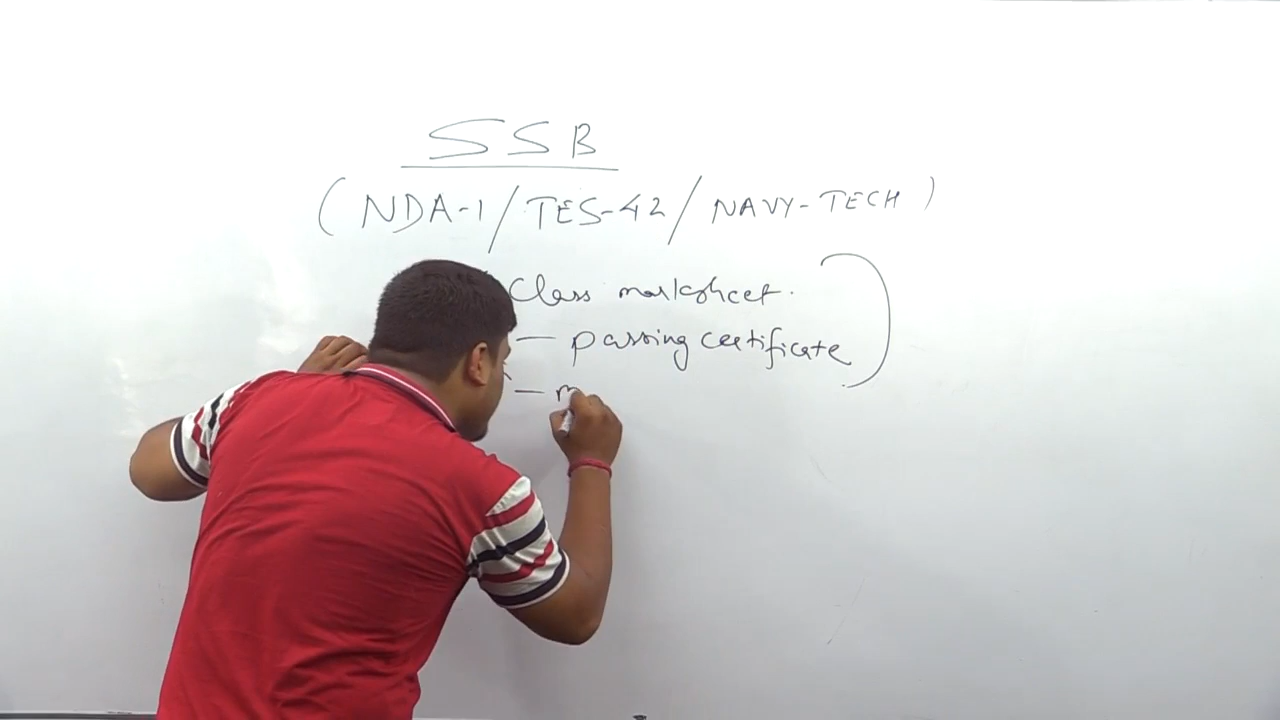 SSB
(NDA-1/TES-42/NAVY-TECH)
Class marksheet.
— passing certificate
— m